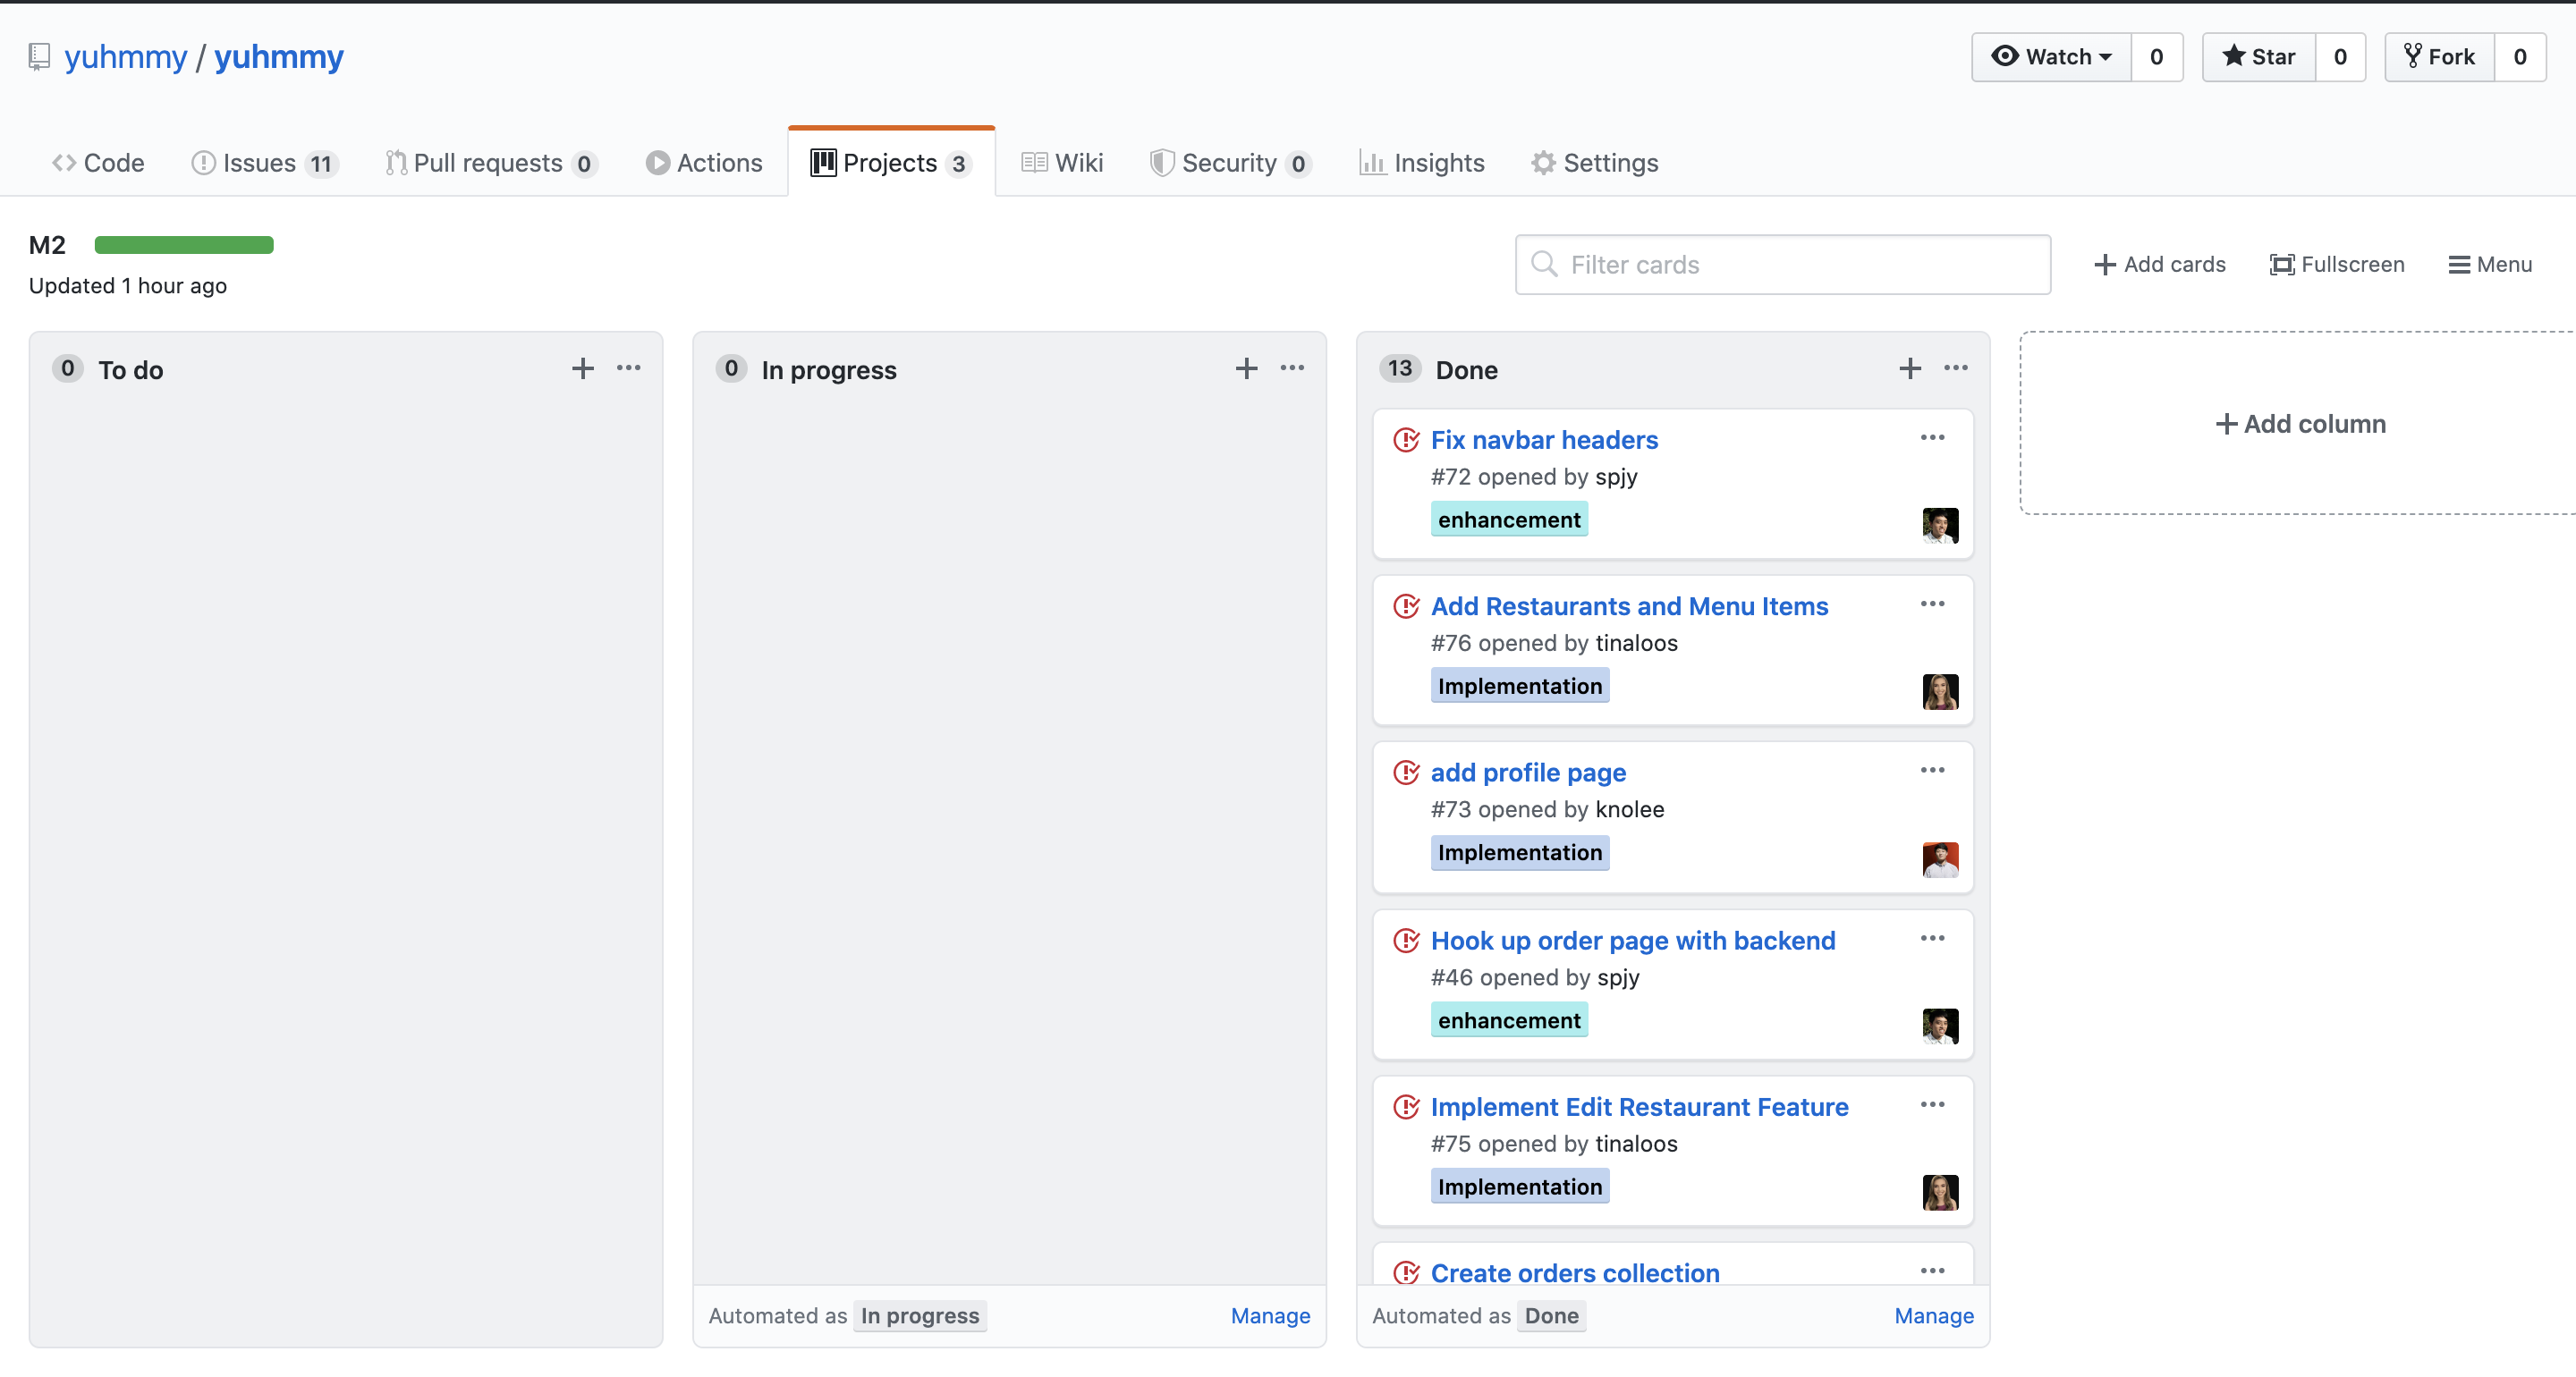 yuhmmy / yuhmmy
Watch 0 Star 0 Fork 0
Code Issues 11 Pull requests 0 Actions Projects 3 Wiki Security 0 Insights Settings
M2
Updated 1 hour ago
Filter cards
Add cards Fullscreen Menu
0 To do
0 In progress
Automated as In progress Manage
13 Done
Fix navbar headers
#72 opened by spjy
enhancement
Add Restaurants and Menu Items
#76 opened by tinaloos
Implementation
add profile page
#73 opened by knolee
Implementation
Hook up order page with backend
#46 opened by spjy
enhancement
Implement Edit Restaurant Feature
#75 opened by tinaloos
Implementation
Create orders collection
Automated as Done Manage
Add column